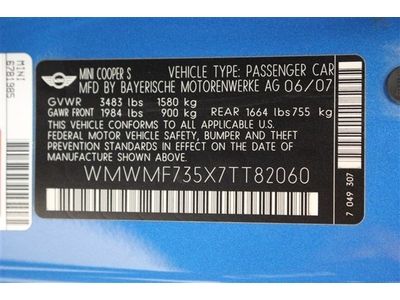 MINI
6781985
MINI COOPER S
VEHICLE TYPE: PASSENGER CAR
MFD BY BAYERISCHE MOTORENWERKE AG 06/07
GVWR 3483 lbs 1580 kg
GAWR FRONT 1984 lbs 900 kg REAR 1664 lbs 755 kg
THIS VEHICLE CONFORMS TO ALL APPLICABLE U.S.
FEDERAL MOTOR VEHICLE SAFETY, BUMPER, AND
THEFT PREVENTION STANDARDS IN EFFECT ON THE
DATE OF MANUFACTURE SHOWN ABOVE.
WMWMF735X7TT82060
7 049 307